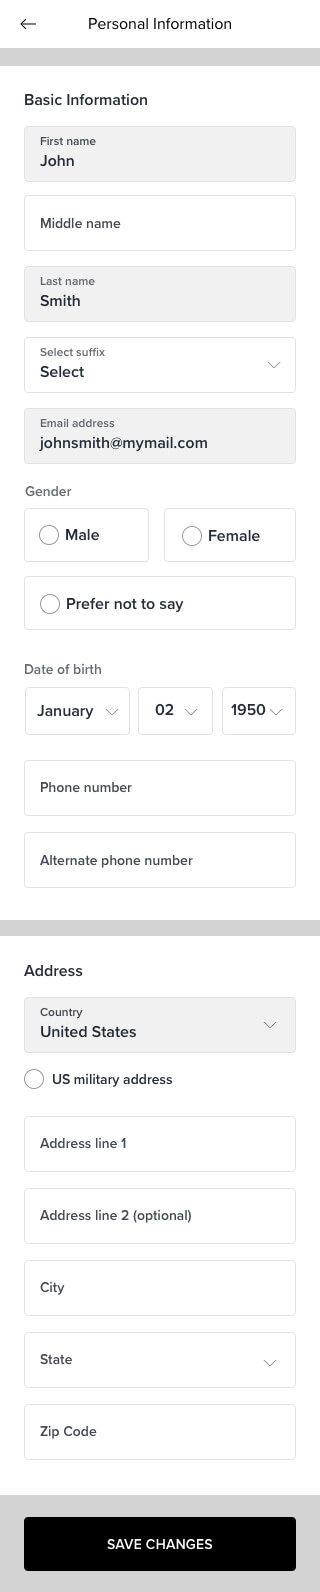 Personal Information
Basic Information
First name
John
Middle name
Last name
Smith
Select suffix
Select
Email address
johnsmith@mymail.com
Gender
Male
Female
Prefer not to say
Date of birth
January 02 1950
Phone number
Alternate phone number
Address
Country
United States
US military address
Address line 1
Address line 2 (optional)
City
State
Zip Code
SAVE CHANGES